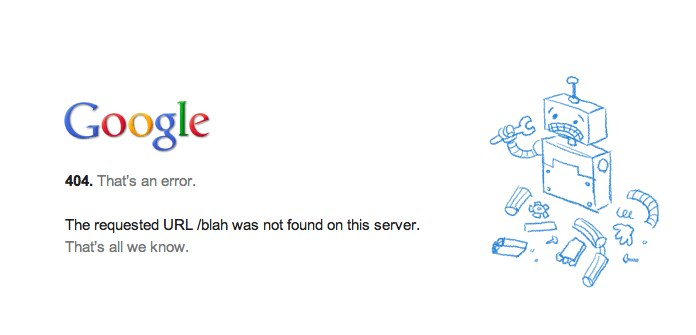 Google
404. That's an error.
The requested URL /blah was not found on this server.
That's all we know.